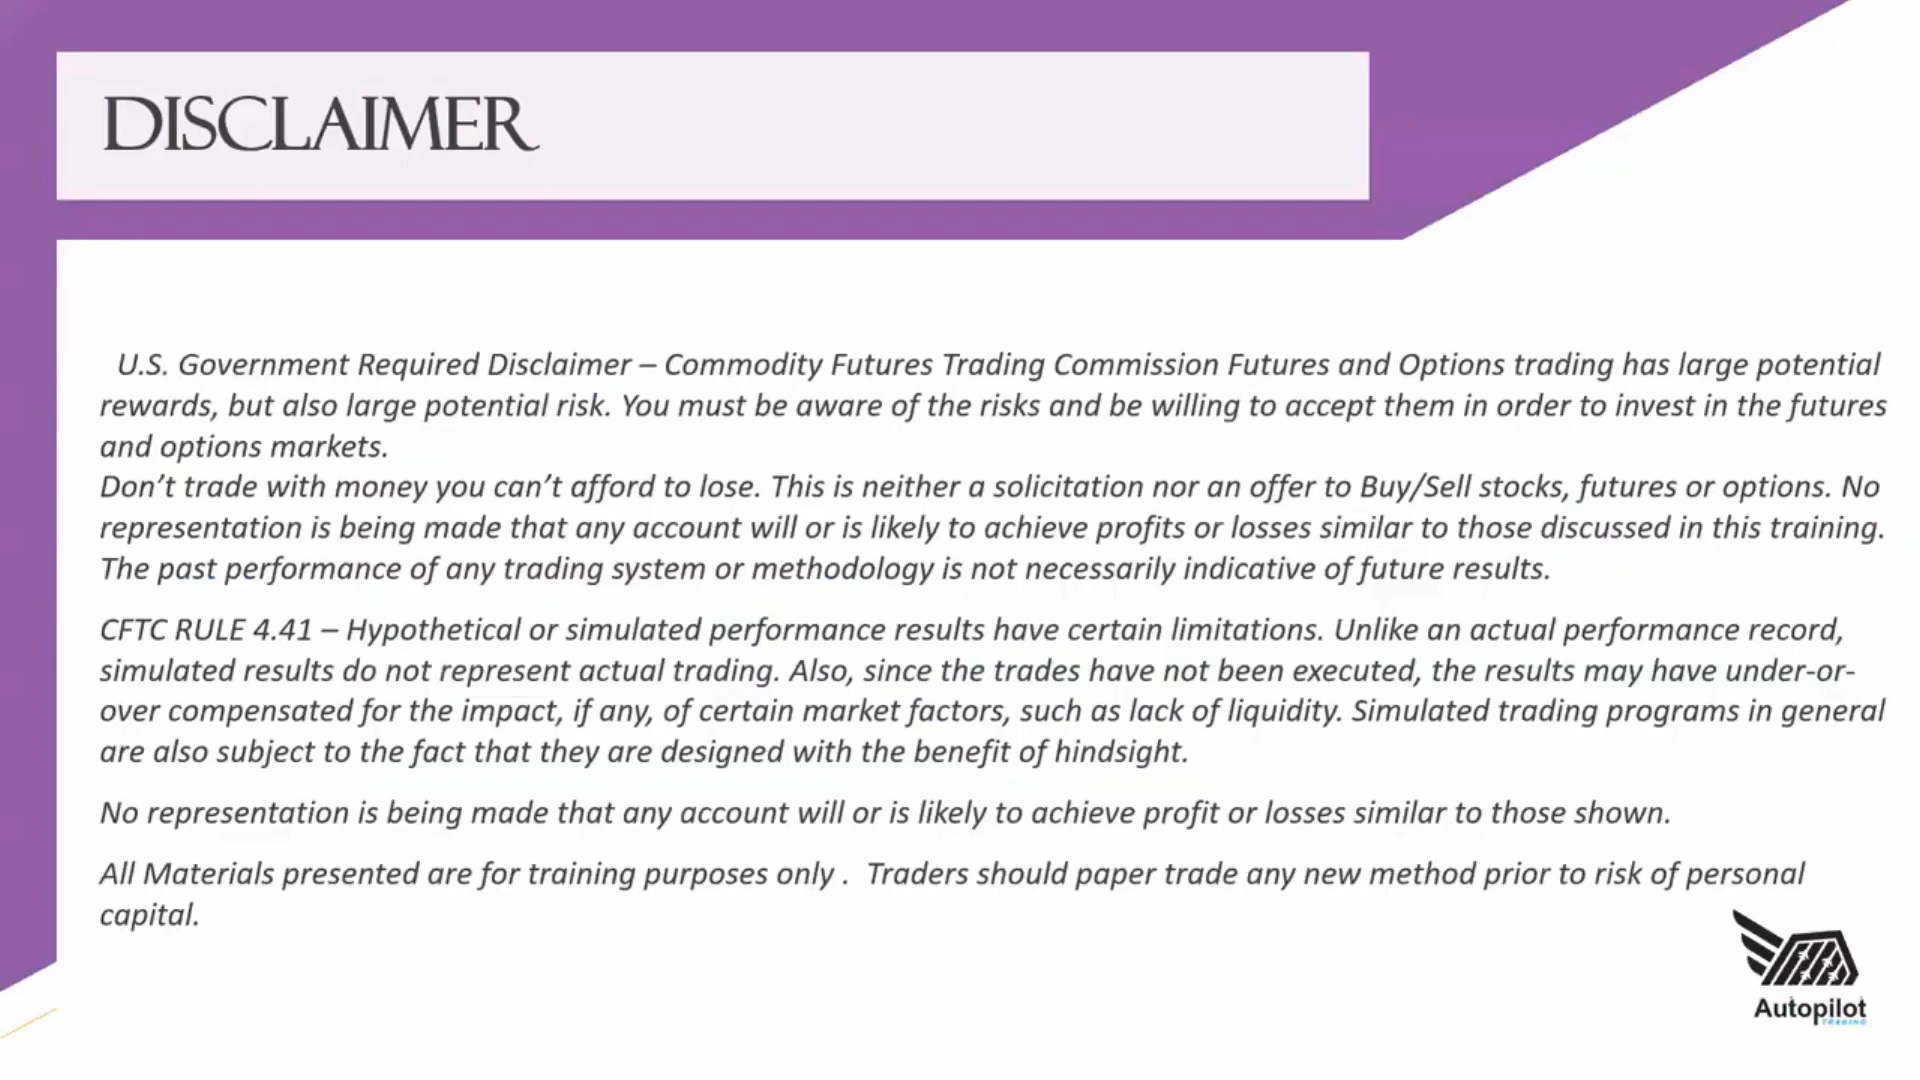 DISCLAIMER
U.S. Government Required Disclaimer – Commodity Futures Trading Commission Futures and Options trading has large potential
rewards, but also large potential risk. You must be aware of the risks and be willing to accept them in order to invest in the futures
and options markets.
Don’t trade with money you can’t afford to lose. This is neither a solicitation nor an offer to Buy/Sell stocks, futures or options. No
representation is being made that any account will or is likely to achieve profits or losses similar to those discussed in this training.
The past performance of any trading system or methodology is not necessarily indicative of future results.
CFTC RULE 4.41 – Hypothetical or simulated performance results have certain limitations. Unlike an actual performance record,
simulated results do not represent actual trading. Also, since the trades have not been executed, the results may have under-or-
over compensated for the impact, if any, of certain market factors, such as lack of liquidity. Simulated trading programs in general
are also subject to the fact that they are designed with the benefit of hindsight.
No representation is being made that any account will or is likely to achieve profit or losses similar to those shown.
All Materials presented are for training purposes only .  Traders should paper trade any new method prior to risk of personal
capital.
Autopilot
TRADING